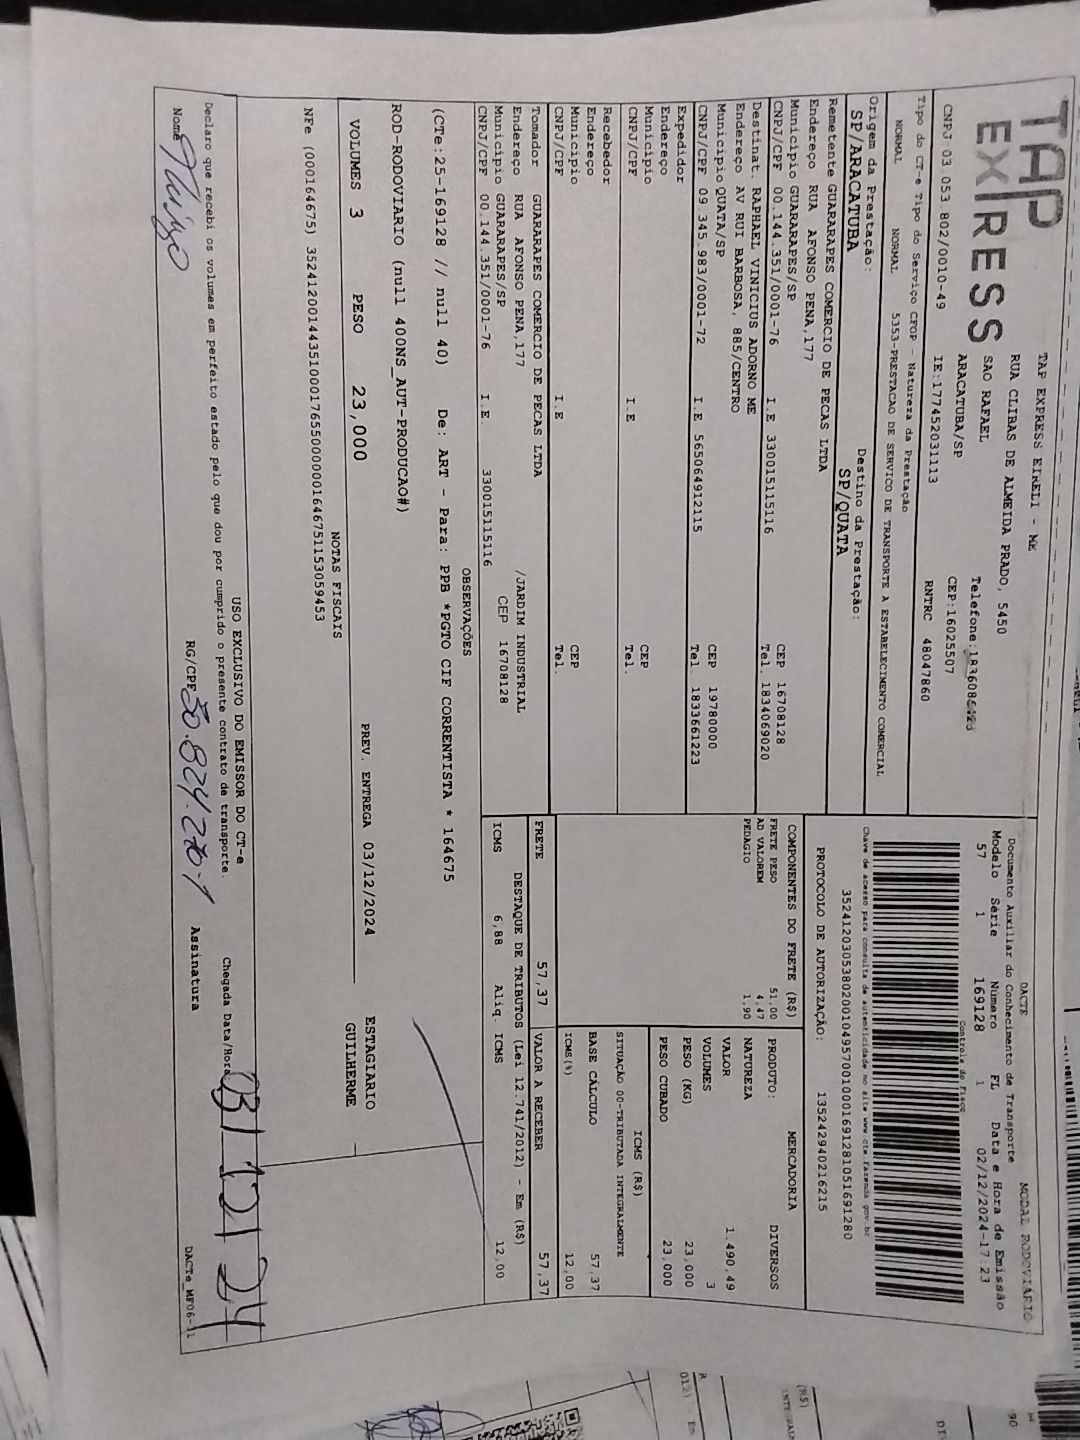 TAP
EXPRESS
TAP EXPRESS EIRELI - ME
RUA CLIBAS DE ALMEIDA PRADO, 5450
SAO RAFAEL
ARACATUBA/SP
CEP:16025507
CNPJ:03.053.802/0010-49 IE:177452031113 RNTRC 48047860
DACTE MODAL RODOVIÁRIO
Documento Auxiliar do Conhecimento de Transporte
Modelo Série Número FL Data e Hora de Emissão
57 1 169128 1 02/12/2024-17:23
Controle do Fisco
Tipo do CT-e Tipo do Serviço CFOP - Natureza da Prestação
NORMAL NORMAL 5353-PRESTACAO DE SERVICO DE TRANSPORTE A ESTABELECIMENTO COMERCIAL
Chave de acesso para consulta de autenticidade no site www.cte.fazenda.gov.br
Origem da Prestação: Destino da Prestação:
SP/ARACATUBA SP/QUATA
PROTOCOLO DE AUTORIZAÇÃO: 135242940216215
Remetente GUARARAPES COMERCIO DE PECAS LTDA
Endereço RUA AFONSO PENA,177
Municipio GUARARAPES/SP CEP 16708128
CNPJ/CPF 00.144.351/0001-76 I.E 330015115116 Tel. 1834069020
Destinat. RAPHAEL VINICIUS ADORNO ME
Endereço AV RUI BARBOSA, 885/CENTRO
Municipio QUATA/SP CEP 19780000
CNPJ/CPF 09.345.983/0001-72 I.E 565064912115 Tel. 1833661223
Expedidor
Endereço
Municipio CEP
CNPJ/CPF I.E Tel.
Recebedor
Endereço
Municipio CEP
CNPJ/CPF I.E Tel.
Tomador GUARARAPES COMERCIO DE PECAS LTDA
Endereço RUA AFONSO PENA,177 /JARDIM INDUSTRIAL
Municipio GUARARAPES/SP CEP 16708128
CNPJ/CPF 00.144.351/0001-76 I.E 330015115116
COMPONENTES DO FRETE (R$)
FRETE PESO 51,00
AD VALOREM 4,47
PEDAGIO 1,90
MERCADORIA
PRODUTO: DIVERSOS
NATUREZA
VALOR 1.490,49
VOLUMES 3
PESO (KG) 23,000
PESO CUBADO 23,000
ICMS (R$)
SITUAÇÃO 00-TRIBUTADA INTEGRALMENTE
BASE CÁLCULO 57,37
ICMS(%) 12,00
FRETE 57,37 VALOR A RECEBER 57,37
DESTAQUE DE TRIBUTOS (Lei 12.741/2012) - Em (R$)
ICMS 6,88 Aliq. ICMS 12,00
OBSERVAÇÕES
(CTe:25-169128 // null 40) De: ART - Para: PPB *PGTO CIF CORRENTISTA * 164675
ROD-RODOVIARIO (null 400NS_AUT-PRODUCAO#)
VOLUMES 3 PESO 23,000 PREV. ENTREGA 03/12/2024
ESTAGIARIO
GUILHERME
NOTAS FISCAIS
USO EXCLUSIVO DO EMISSOR DO CT-e
Declaro que recebi os volumes em perfeito estado pelo que dou por cumprido o presente contrato de transporte.
Chegada Data/Hora 03/12/24
Nome RG/CPF 50.824.270-1 Assinatura